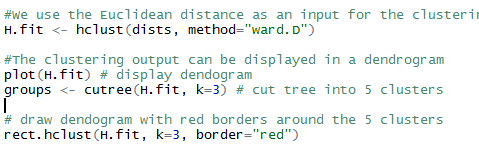 #We use the Euclidean distance as an input for the
H.fit <- hclust(dists, method="ward.D")
#The clustering output can be displayed in a dendrogram
plot(H.fit) # display dendogram
groups <- cutree(H.fit, k=3) # cut tree into 5 clusters
# draw dendogram with red borders around the 5 clusters
rect.hclust(H.fit, k=3, border="red")